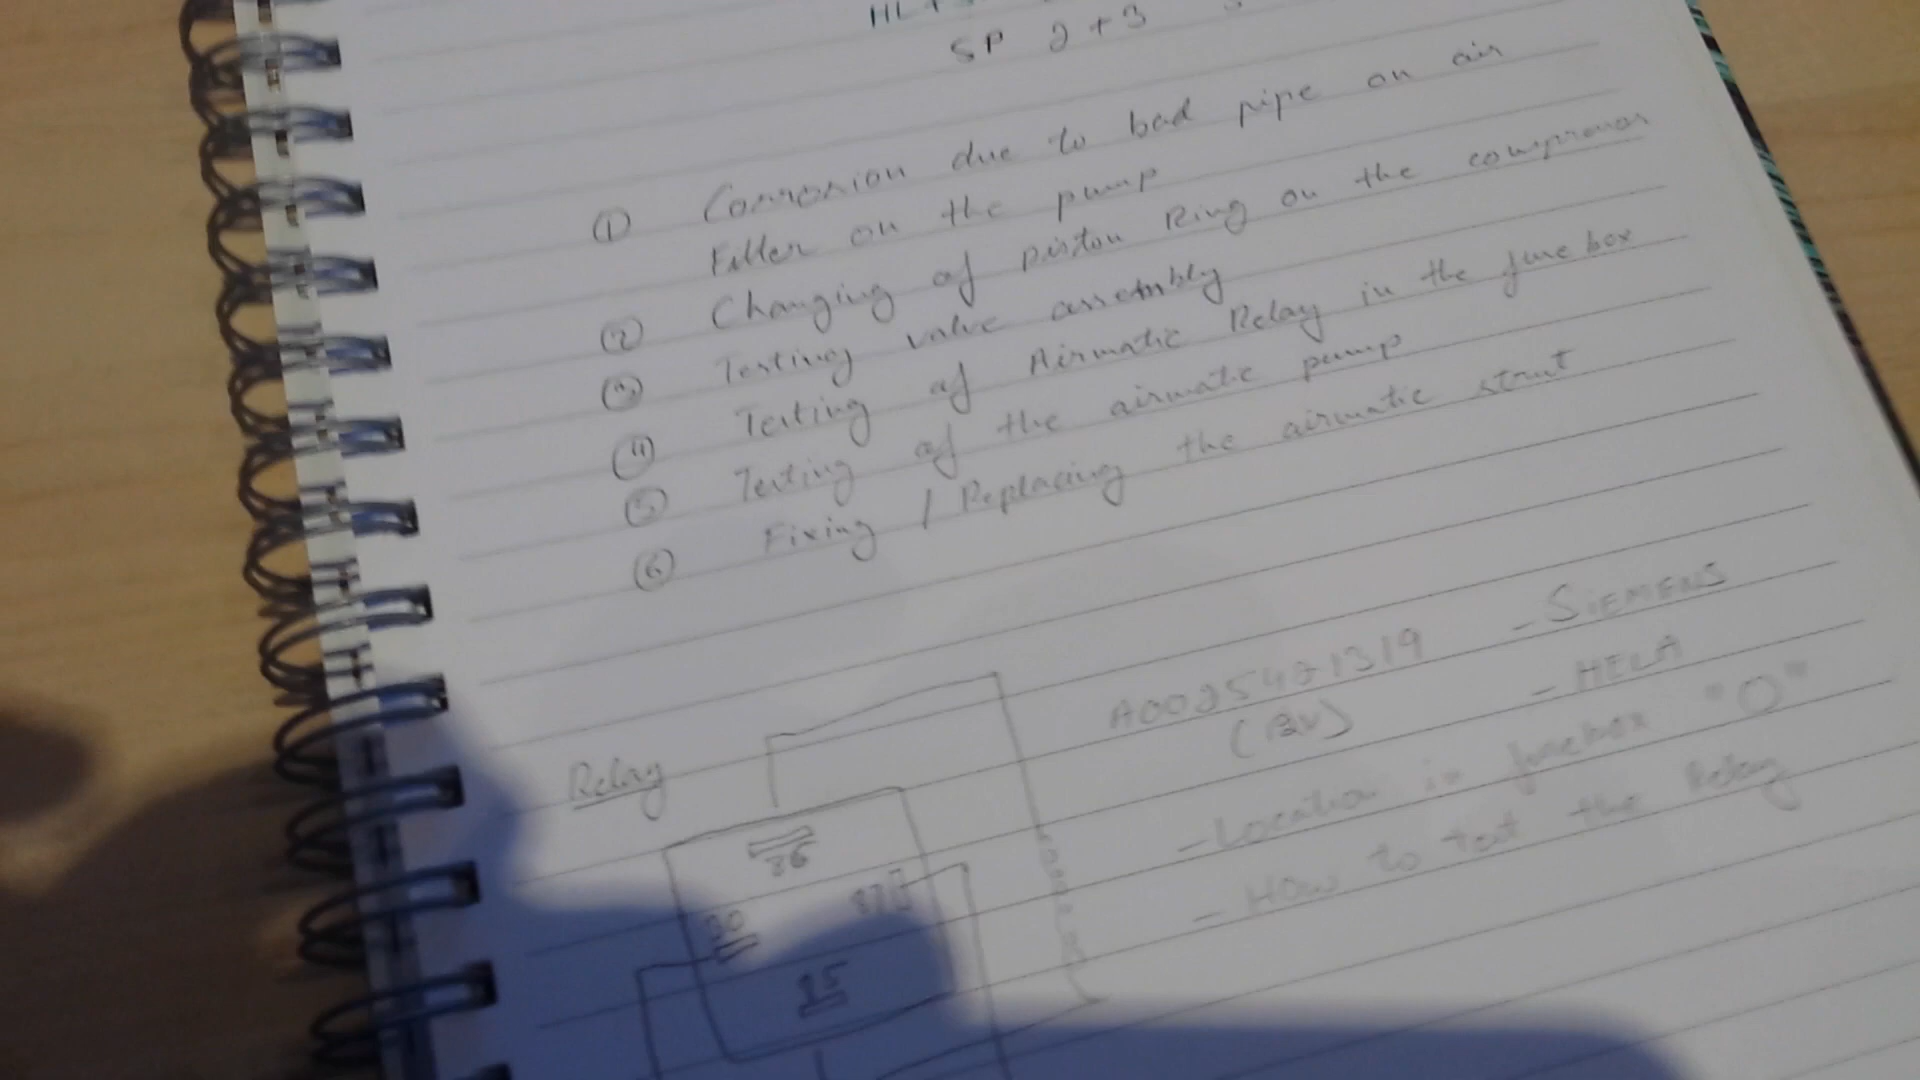 SP 2+3
① Corrosion due to bad pipe on air
Filter on the pump
② Changing of piston Ring on the compressor
③ Testing valve assembly
④ Testing of Airmatic Relay in the fuse box
⑤ Testing of the airmatic pump
⑥ Fixing / Replacing the airmatic strut
Relay
A0025421319 - SIEMENS
(12V) - HELA
- Location in fusebox "O"
- How to test the Relay
86
87
30
85